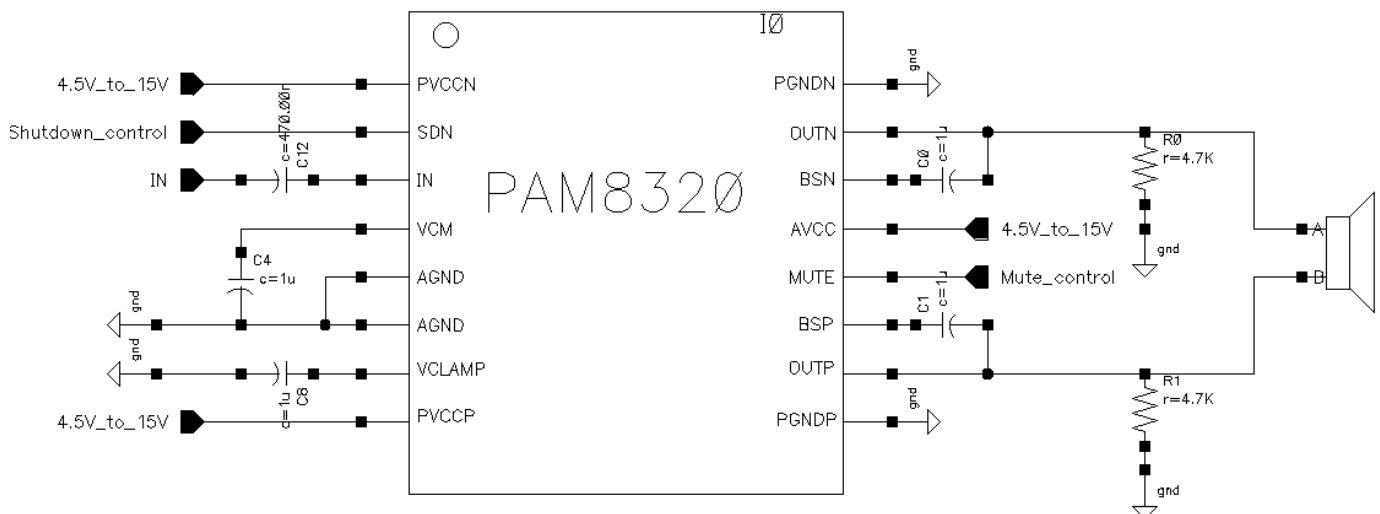 IØ
4.5V_to_15V
PVCCN
PGNDN
gnd
Shutdown_control
c=470.00n
SDN
OUTN
c=1u
RØ
r=4.7K
IN
C12
IN
PAM8320
BSN
CØ
VCM
AVCC
4.5V_to_15V
A
gnd
C4
c=1u
AGND
MUTE
Mute_control
B
gnd
AGND
BSP
C1
c=1u
gnd
VCLAMP
OUTP
c=1u
C8
R1
r=4.7K
4.5V_to_15V
PVCCP
PGNDP
gnd
gnd